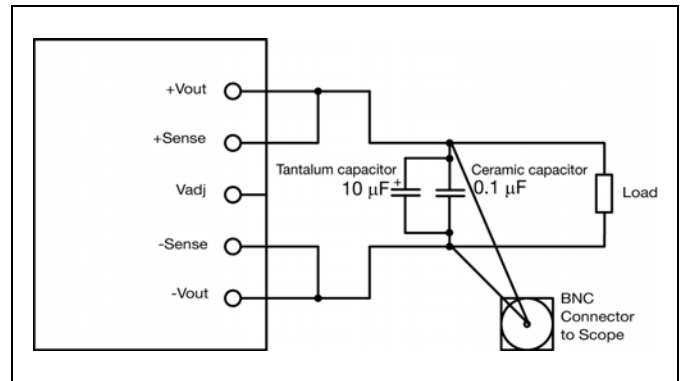 +Vout
+Sense
Vadj
-Sense
-Vout
Tantalum capacitor
10 μF
+
Ceramic capacitor
0.1 μF
Load
BNC
Connector
to Scope